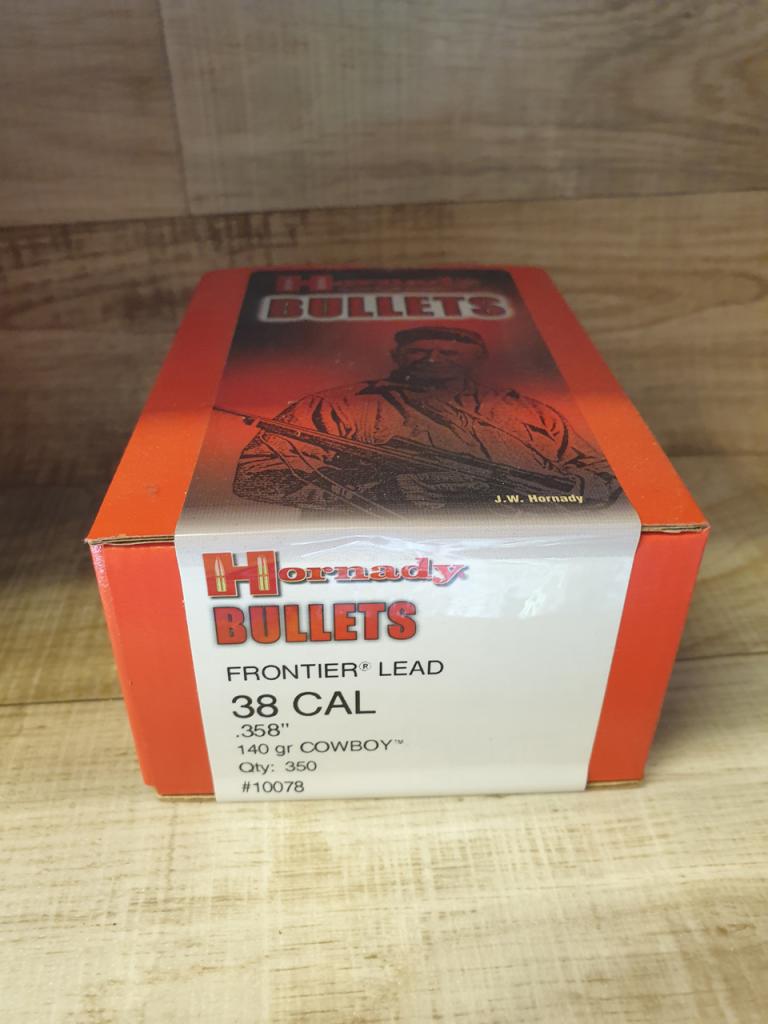 Hornady
BULLETS
J.W. Hornady
Hornady
BULLETS
FRONTIER® LEAD
38 CAL
.358"
140 gr COWBOY™
Qty: 350
#10078